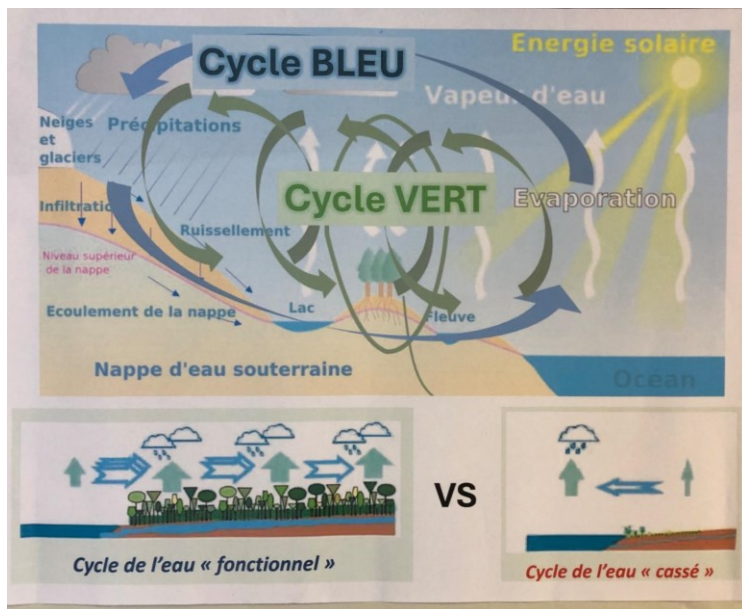 Energie solaire
Cycle BLEU
Vapeur d'eau
Neiges
et
glaciers
Précipitations
Cycle VERT
Evaporation
Infiltratio
Ruissellement
Niveau supérieur
de la nappe
Ecoulement de la nappe
Lac
Fleuve
Nappe d'eau souterraine
Ocean
VS
Cycle de l'eau « fonctionnel »
Cycle de l'eau « cassé »